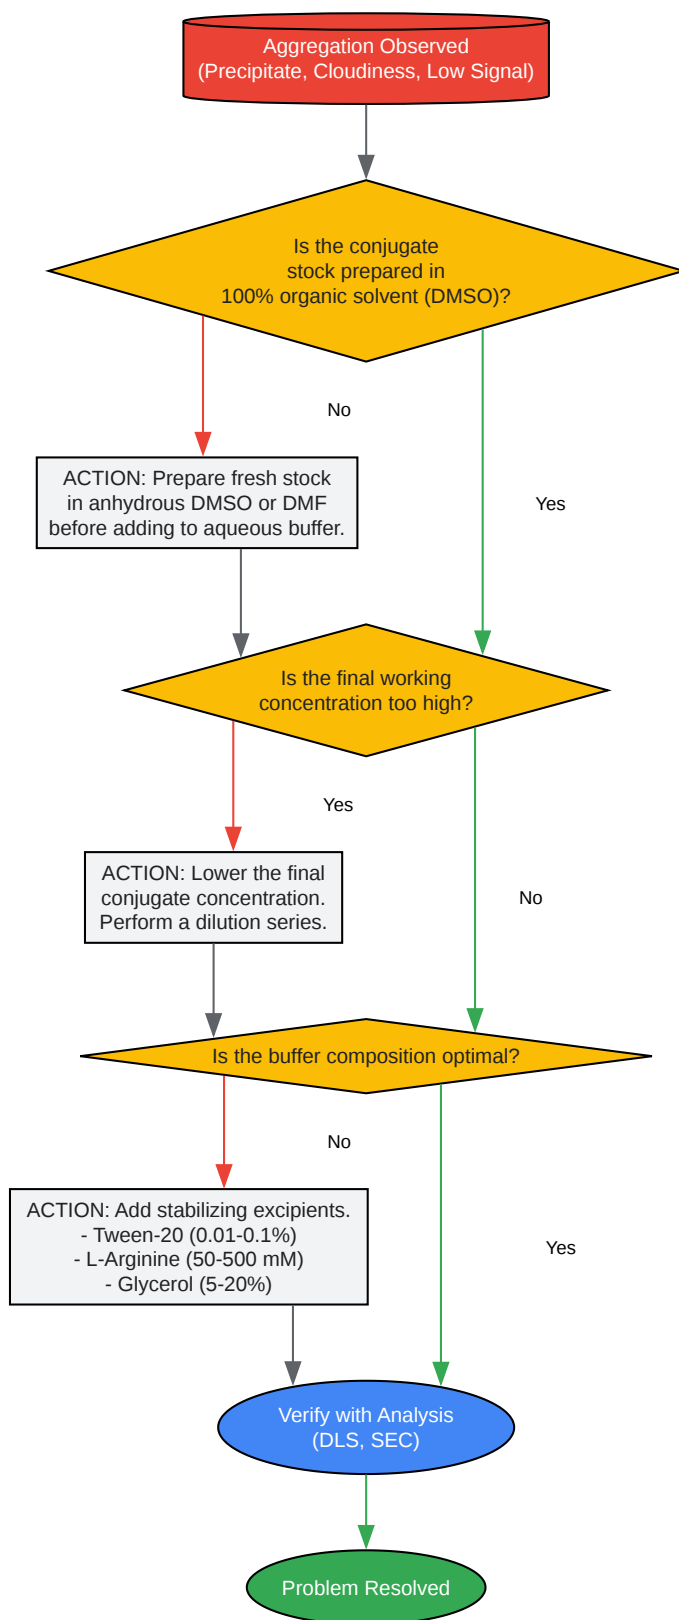 Aggregation Observed
(Precipitate, Cloudiness, Low Signal)
Is the conjugate
stock prepared in
100% organic solvent (DMSO)?
No
ACTION: Prepare fresh stock
in anhydrous DMSO or DMF
before adding to aqueous buffer.
Yes
Is the final working
concentration too high?
Yes
ACTION: Lower the final
conjugate concentration.
Perform a dilution series.
No
Is the buffer composition optimal?
No
ACTION: Add stabilizing excipients.
- Tween-20 (0.01-0.1%)
- L-Arginine (50-500 mM)
- Glycerol (5-20%)
Yes
Verify with Analysis
(DLS, SEC)
Problem Resolved